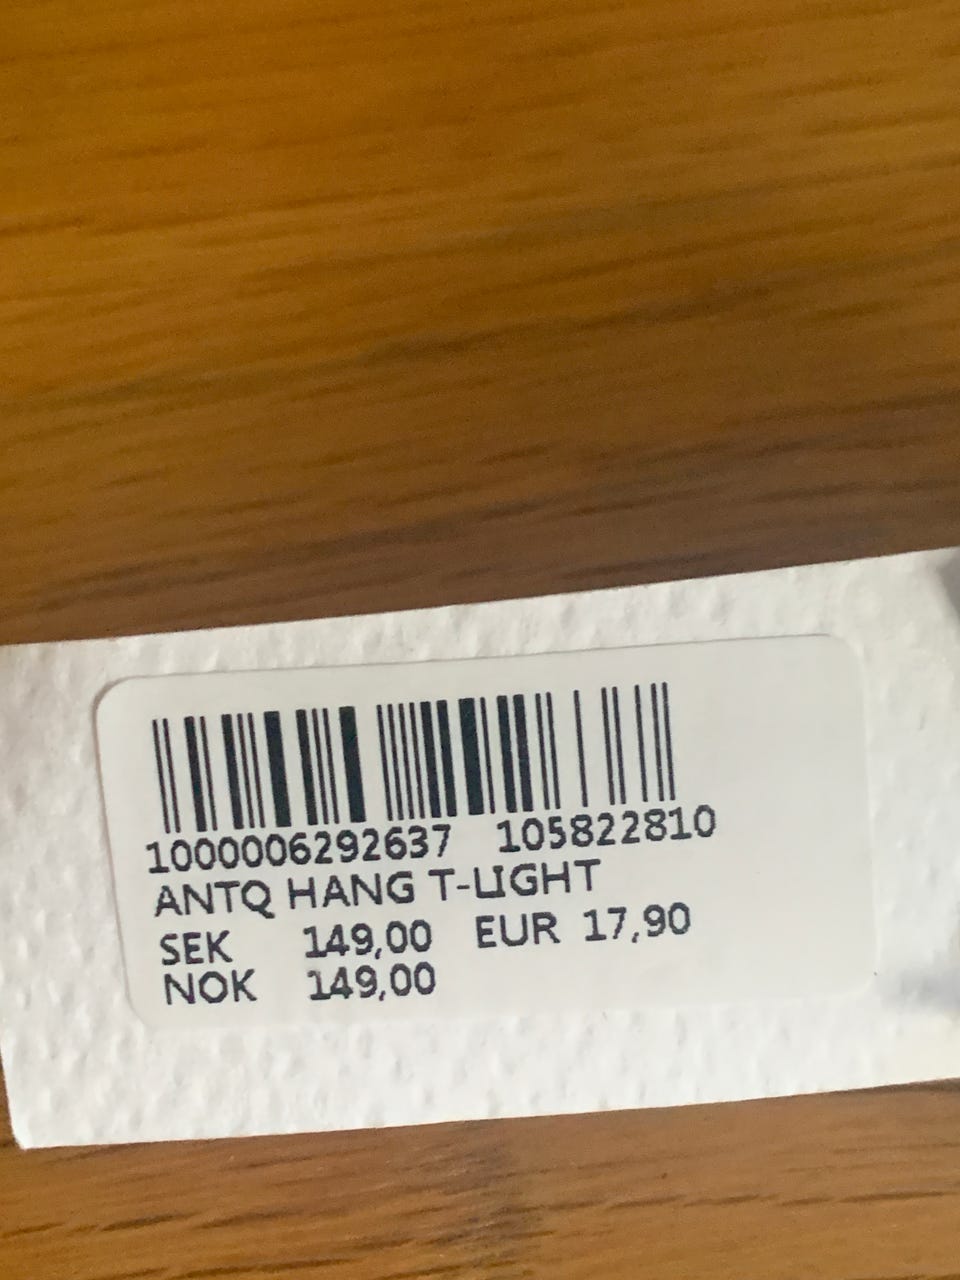 1000006292637 105822810
ANTQ HANG T-LIGHT
SEK 149,00 EUR 17,90
NOK 149,00